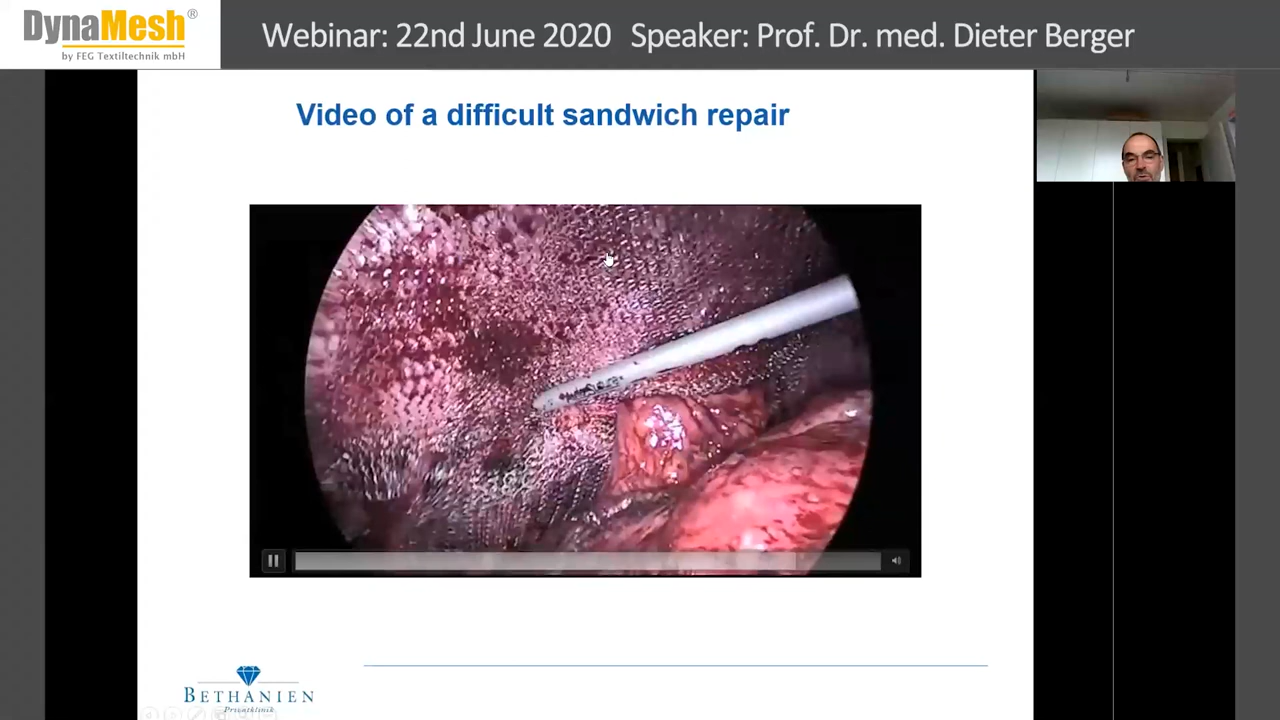 DynaMesh®
by FEG Textiltechnik mbH
Webinar: 22nd June 2020 Speaker: Prof. Dr. med. Dieter Berger
Video of a difficult sandwich repair
BETHANIEN
Privatklinik